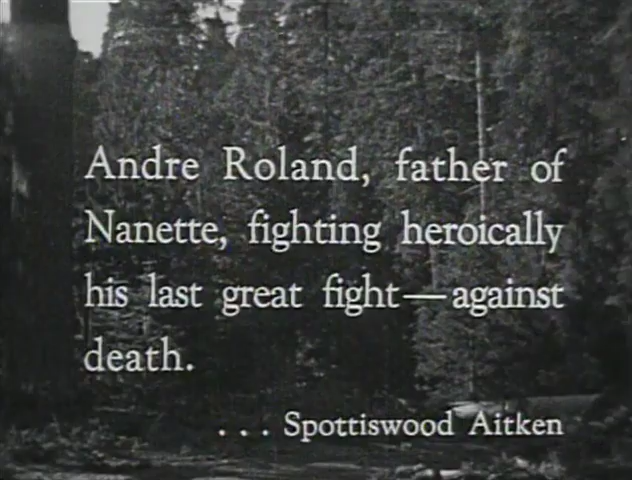 Andre Roland, father of
Nanette, fighting heroically
his last great fight—against
death.
. . . Spottiswood Aitken